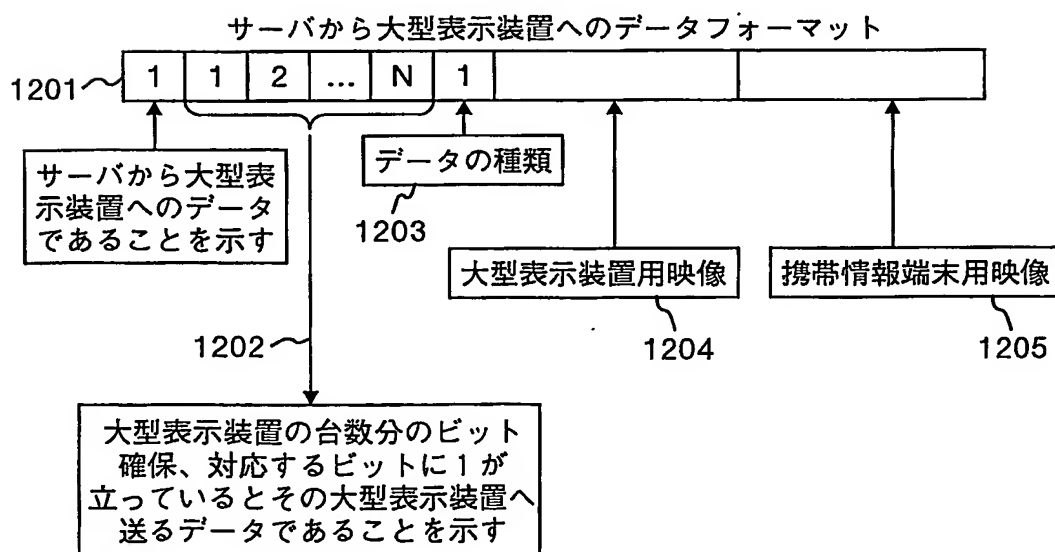 サーバから大型表示装置へのデータフォーマット
1201
1 1 2 ... N 1
サーバから大型表
示装置へのデータ
であることを示す
データの種類
1203
大型表示装置用映像
1204
携帯情報端末用映像
1205
1202
大型表示装置の台数分のビット
確保、対応するビットに1が
立っているとその大型表示装置へ
送るデータであることを示す